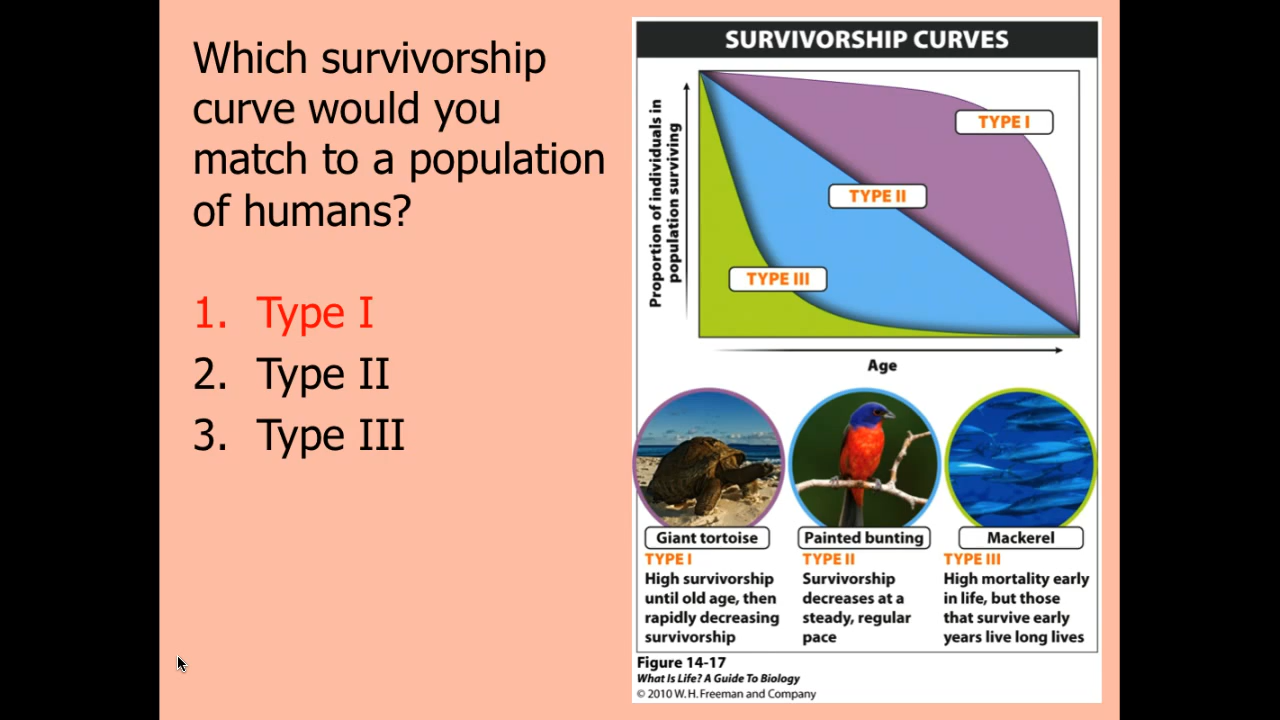 Which survivorship
curve would you
match to a population
of humans?
1. Type I
2. Type II
3. Type III
SURVIVORSHIP CURVES
Proportion of individuals in
population surviving
TYPE I
TYPE II
TYPE III
Age
Giant tortoise
TYPE I
High survivorship
until old age, then
rapidly decreasing
survivorship
Painted bunting
TYPE II
Survivorship
decreases at a
steady, regular
pace
Mackerel
TYPE III
High mortality early
in life, but those
that survive early
years live long lives
Figure 14-17
What Is Life? A Guide To Biology
© 2010 W. H. Freeman and Company